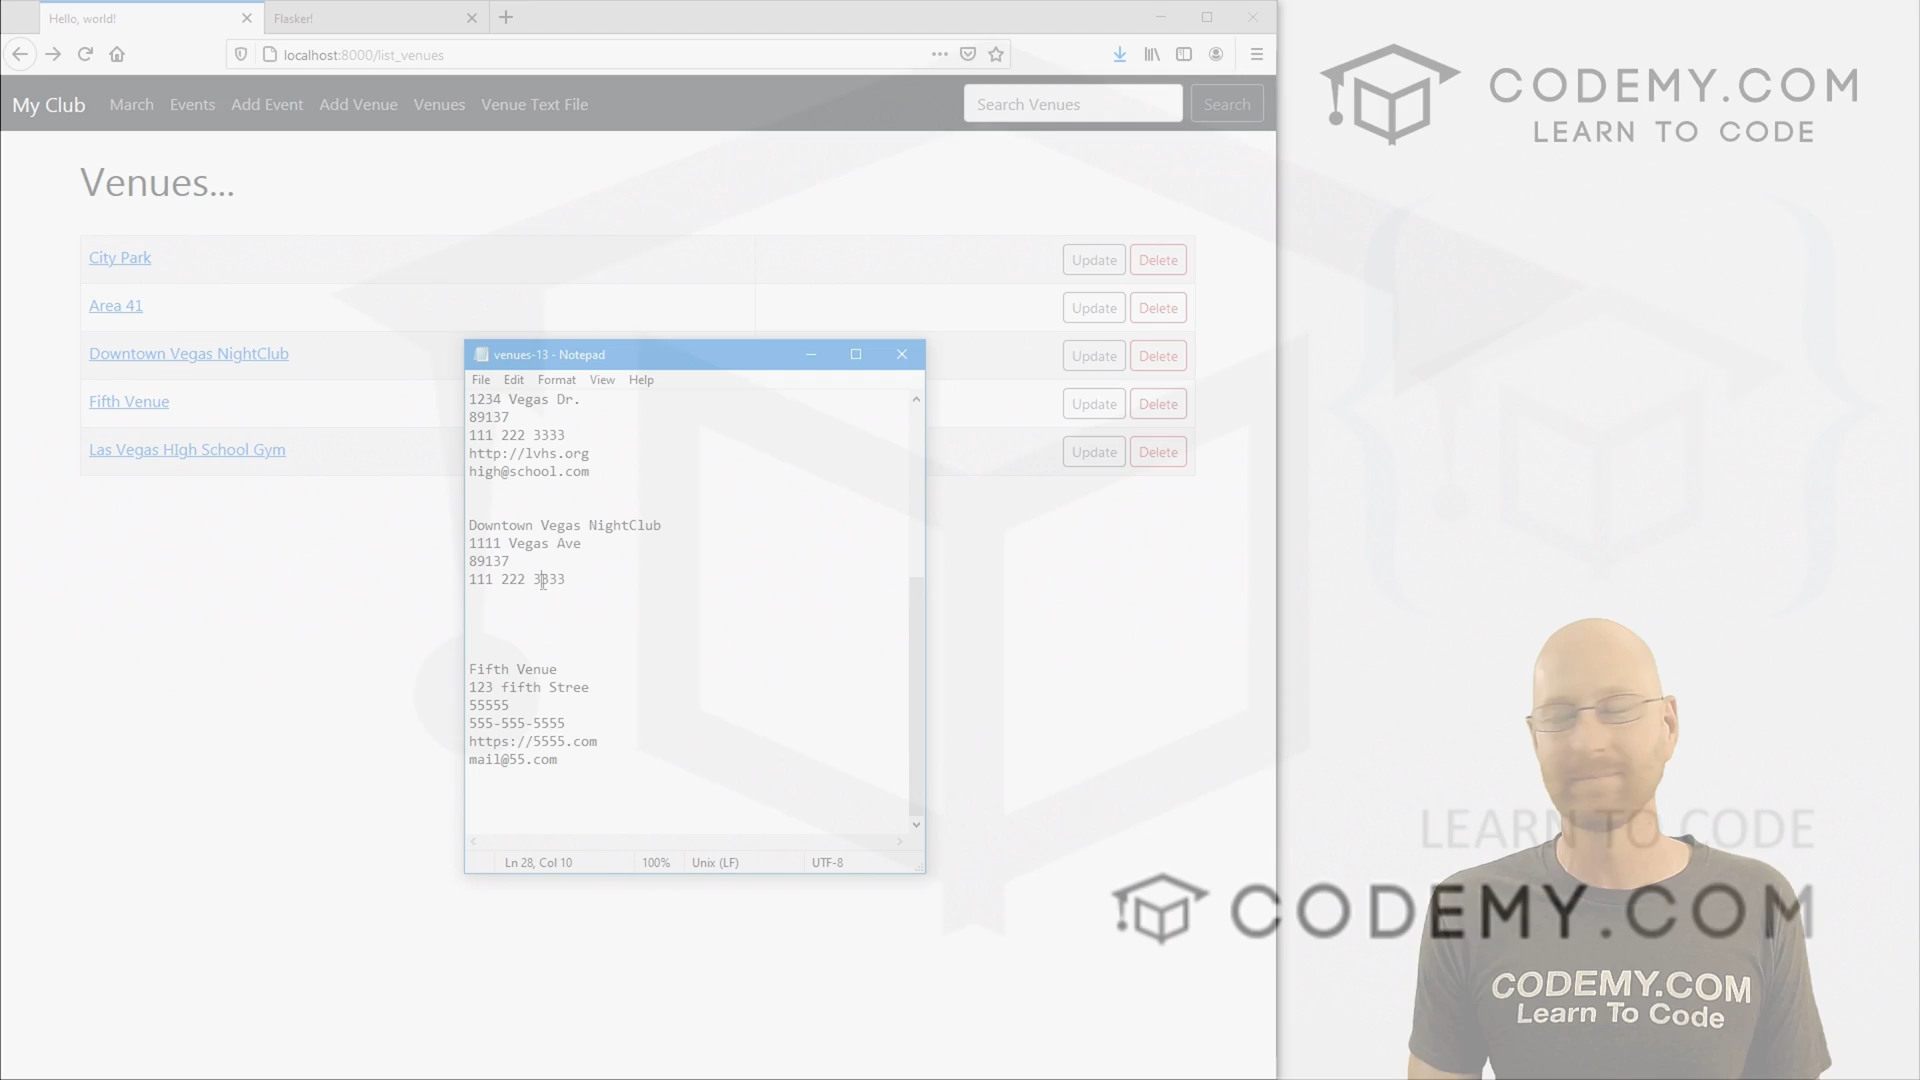 Hello, world!
Flasker!
localhost:8000/list_venues
My Club
March
Events
Add Event
Add Venue
Venues
Venue Text File
Search Venues
Search
CODEMY.COM
LEARN TO CODE
Venues...
City Park
Update
Delete
Area 41
Update
Delete
Downtown Vegas NightClub
Update
Delete
Fifth Venue
Update
Delete
Las Vegas HIgh School Gym
Update
Delete
venues-13 - Notepad
File
Edit
Format
View
Help
1234 Vegas Dr.
89137
111 222 3333
http://lvhs.org
high@school.com
Downtown Vegas NightClub
1111 Vegas Ave
89137
111 222 3333
Fifth Venue
123 fifth Stree
55555
555-555-5555
https://5555.com
mail@55.com
Ln 28, Col 10
100%
Unix (LF)
UTF-8
LEARN TO CODE
CODEMY.COM
CODEMY.COM
Learn To Code